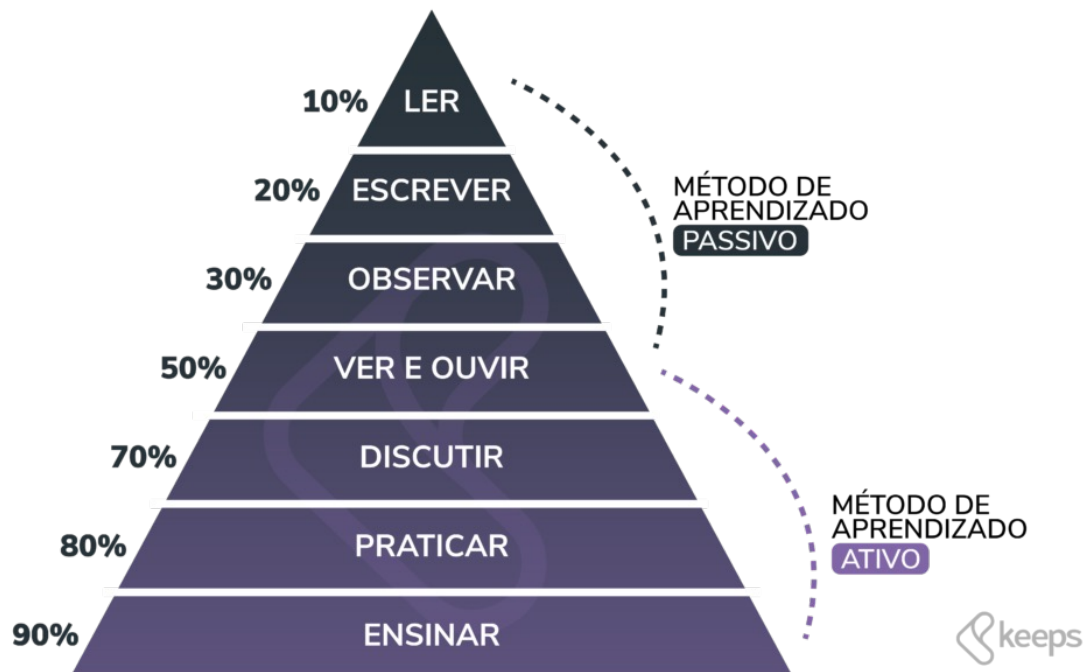 10% LER
20% ESCREVER
MÉTODO DE
APRENDIZADO
PASSIVO
30% OBSERVAR
50% VER E OUVIR
70% DISCUTIR
MÉTODO DE
APRENDIZADO
ATIVO
80% PRATICAR
90% ENSINAR
keeps